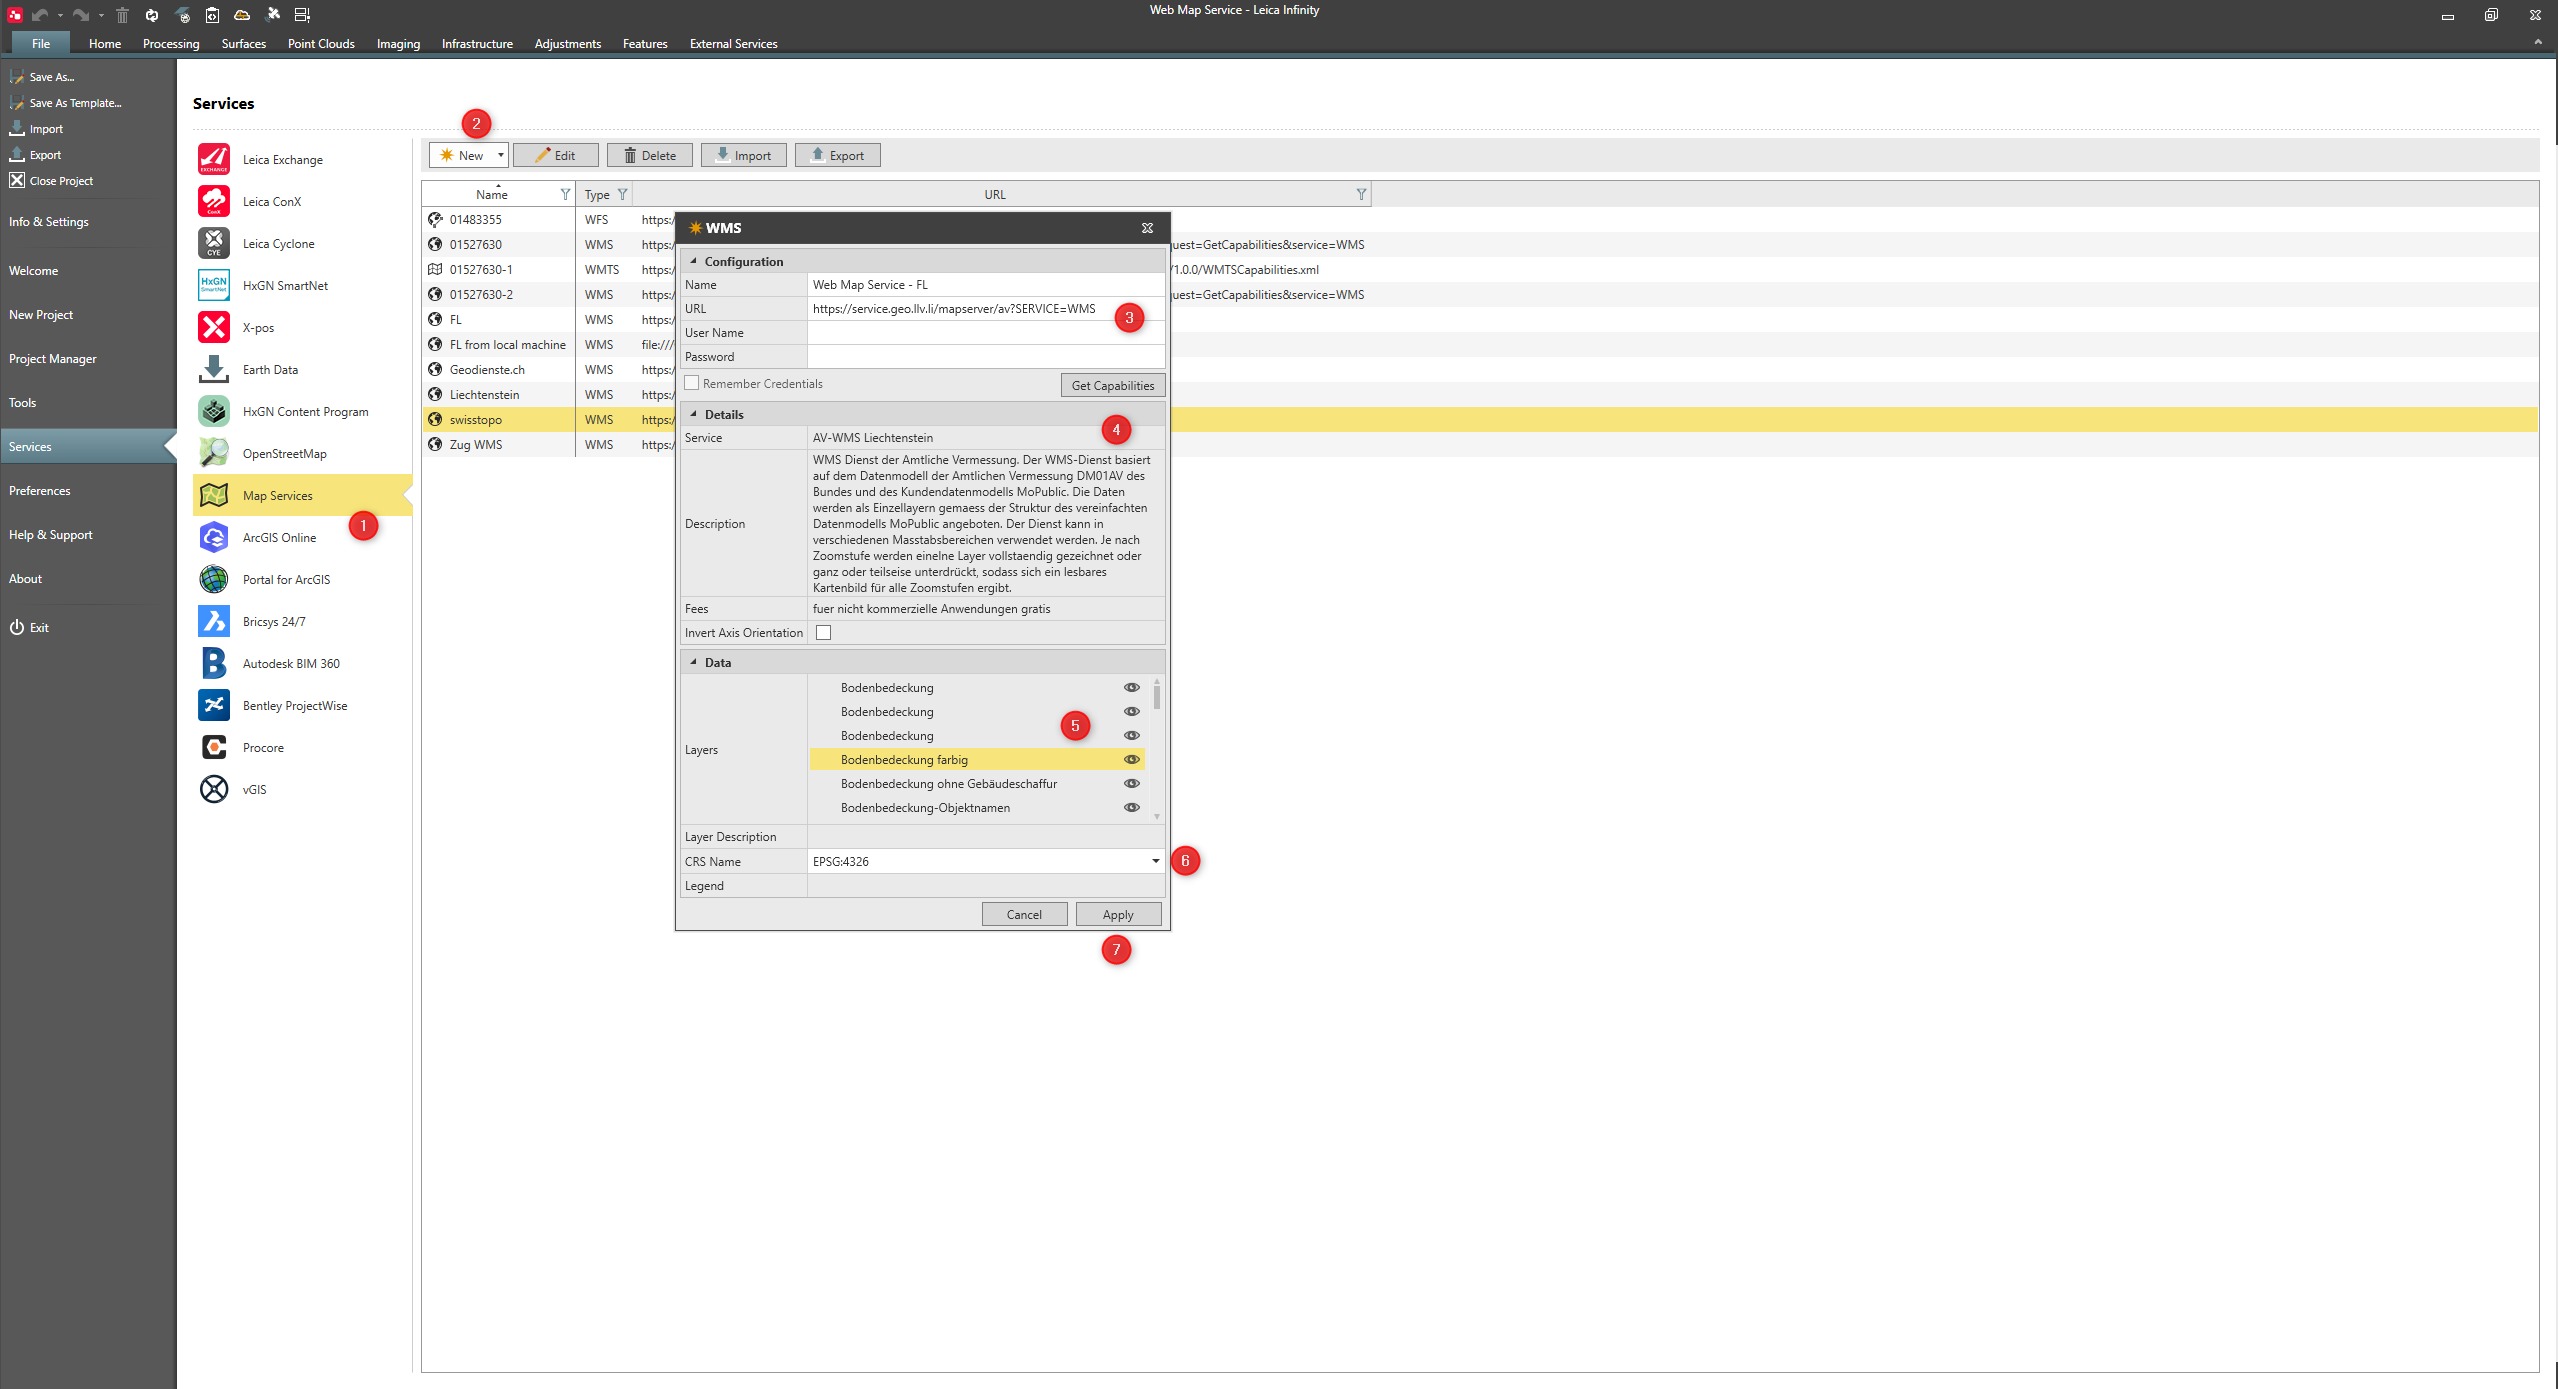 Web Map Service - Leica Infinity
File
Home
Processing
Surfaces
Point Clouds
Imaging
Infrastructure
Adjustments
Features
External Services
Save As...
Save As Template...
Import
Export
Close Project
Info & Settings
Welcome
New Project
Project Manager
Tools
Services
Preferences
Help & Support
About
Exit
Services
EXCHANGE
Leica Exchange
ConX
Leica ConX
CYE
Leica Cyclone
HxGN
SmartNet
HxGN SmartNet
X-pos
Earth Data
HxGN Content Program
OpenStreetMap
Map Services
1
ArcGIS Online
Portal for ArcGIS
Bricsys 24/7
Autodesk BIM 360
Bentley ProjectWise
Procore
vGIS
2
New
Edit
Delete
Import
Export
Name
Type
URL
01483355 WFS https:/
01527630 WMS https:/ uest=GetCapabilities&service=WMS
01527630-1 WMTS https:/ /1.0.0/WMTSCapabilities.xml
01527630-2 WMS https:/ uest=GetCapabilities&service=WMS
FL WMS https:/
FL from local machine WMS file:///
Geodienste.ch WMS https:/
Liechtenstein WMS https:/
swisstopo WMS https:/
Zug WMS WMS https:/
WMS
Configuration
Name Web Map Service - FL
URL https://service.geo.llv.li/mapserver/av?SERVICE=WMS
3
User Name
Password
Remember Credentials
Get Capabilities
Details
4
Service AV-WMS Liechtenstein
Description
WMS Dienst der Amtliche Vermessung. Der WMS-Dienst basiert
auf dem Datenmodell der Amtlichen Vermessung DM01AV des
Bundes und des Kundendatenmodells MoPublic. Die Daten
werden als Einzellayern gemaess der Struktur des vereinfachten
Datenmodells MoPublic angeboten. Der Dienst kann in
verschiedenen Masstabsbereichen verwendet werden. Je nach
Zoomstufe werden einelne Layer vollstaendig gezeichnet oder
ganz oder teilseise unterdrückt, sodass sich ein lesbares
Kartenbild für alle Zoomstufen ergibt.
Fees fuer nicht kommerzielle Anwendungen gratis
Invert Axis Orientation
Data
Layers
Bodenbedeckung
Bodenbedeckung
Bodenbedeckung
5
Bodenbedeckung farbig
Bodenbedeckung ohne Gebäudeschaffur
Bodenbedeckung-Objektnamen
Layer Description
CRS Name EPSG:4326
6
Legend
Cancel
Apply
7